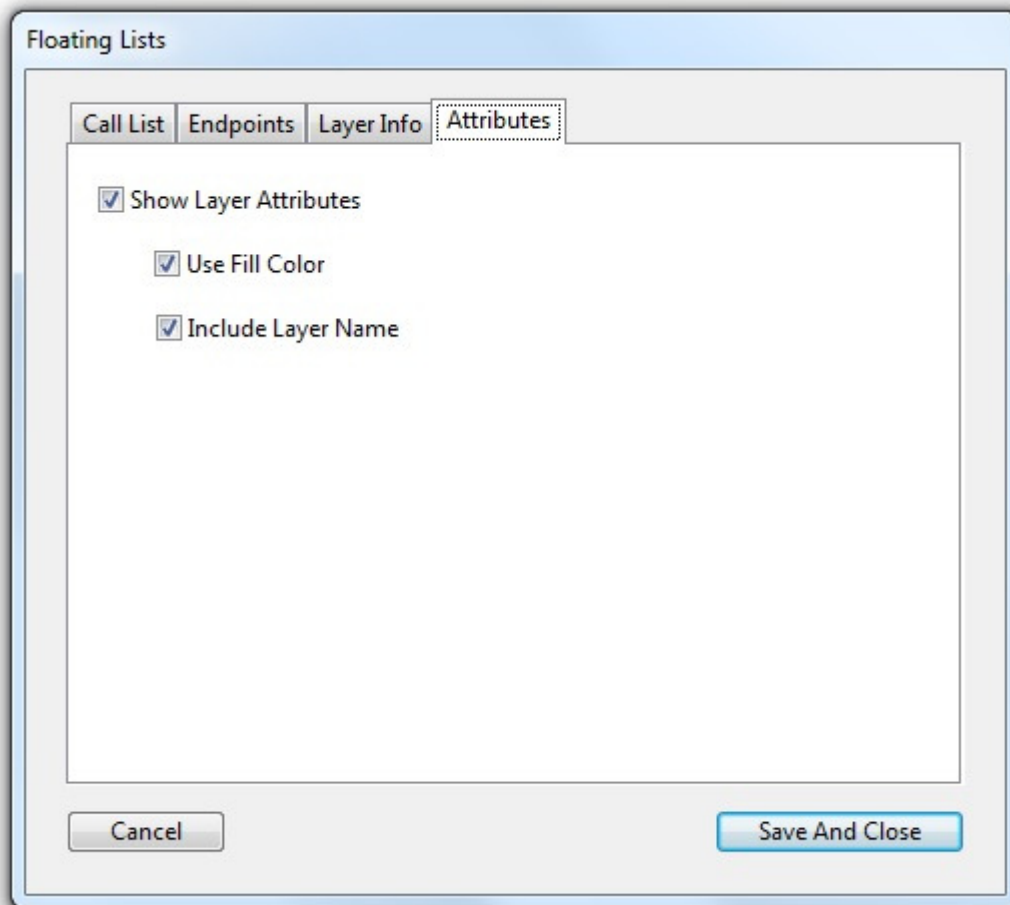 Floating Lists
Call List Endpoints Layer Info Attributes
Show Layer Attributes
Use Fill Color
Include Layer Name
Cancel Save And Close